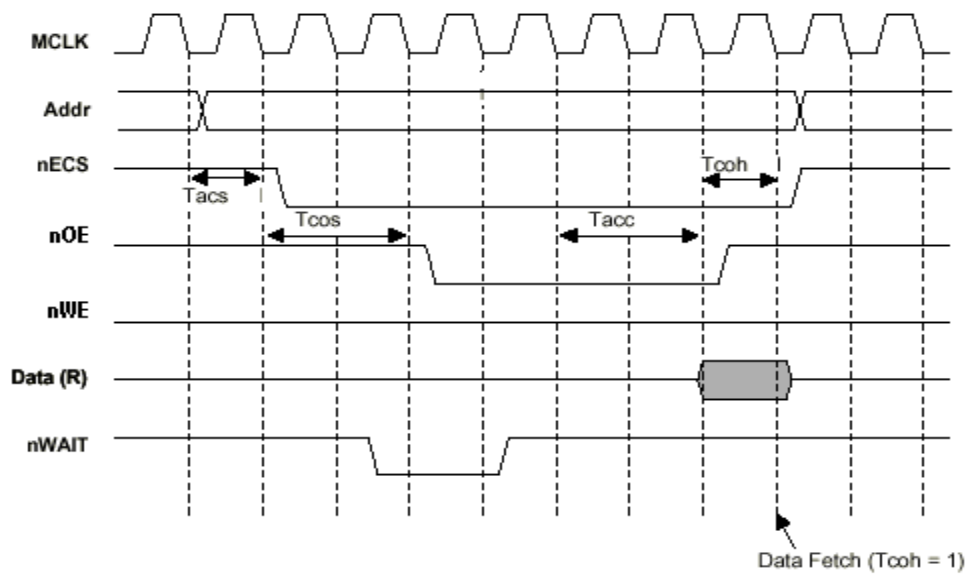 MCLK
Addr
nECS
Tacs
Tcoh
Tcos
Tacc
nOE
nWE
Data (R)
nWAIT
Data Fetch (Tcoh = 1)